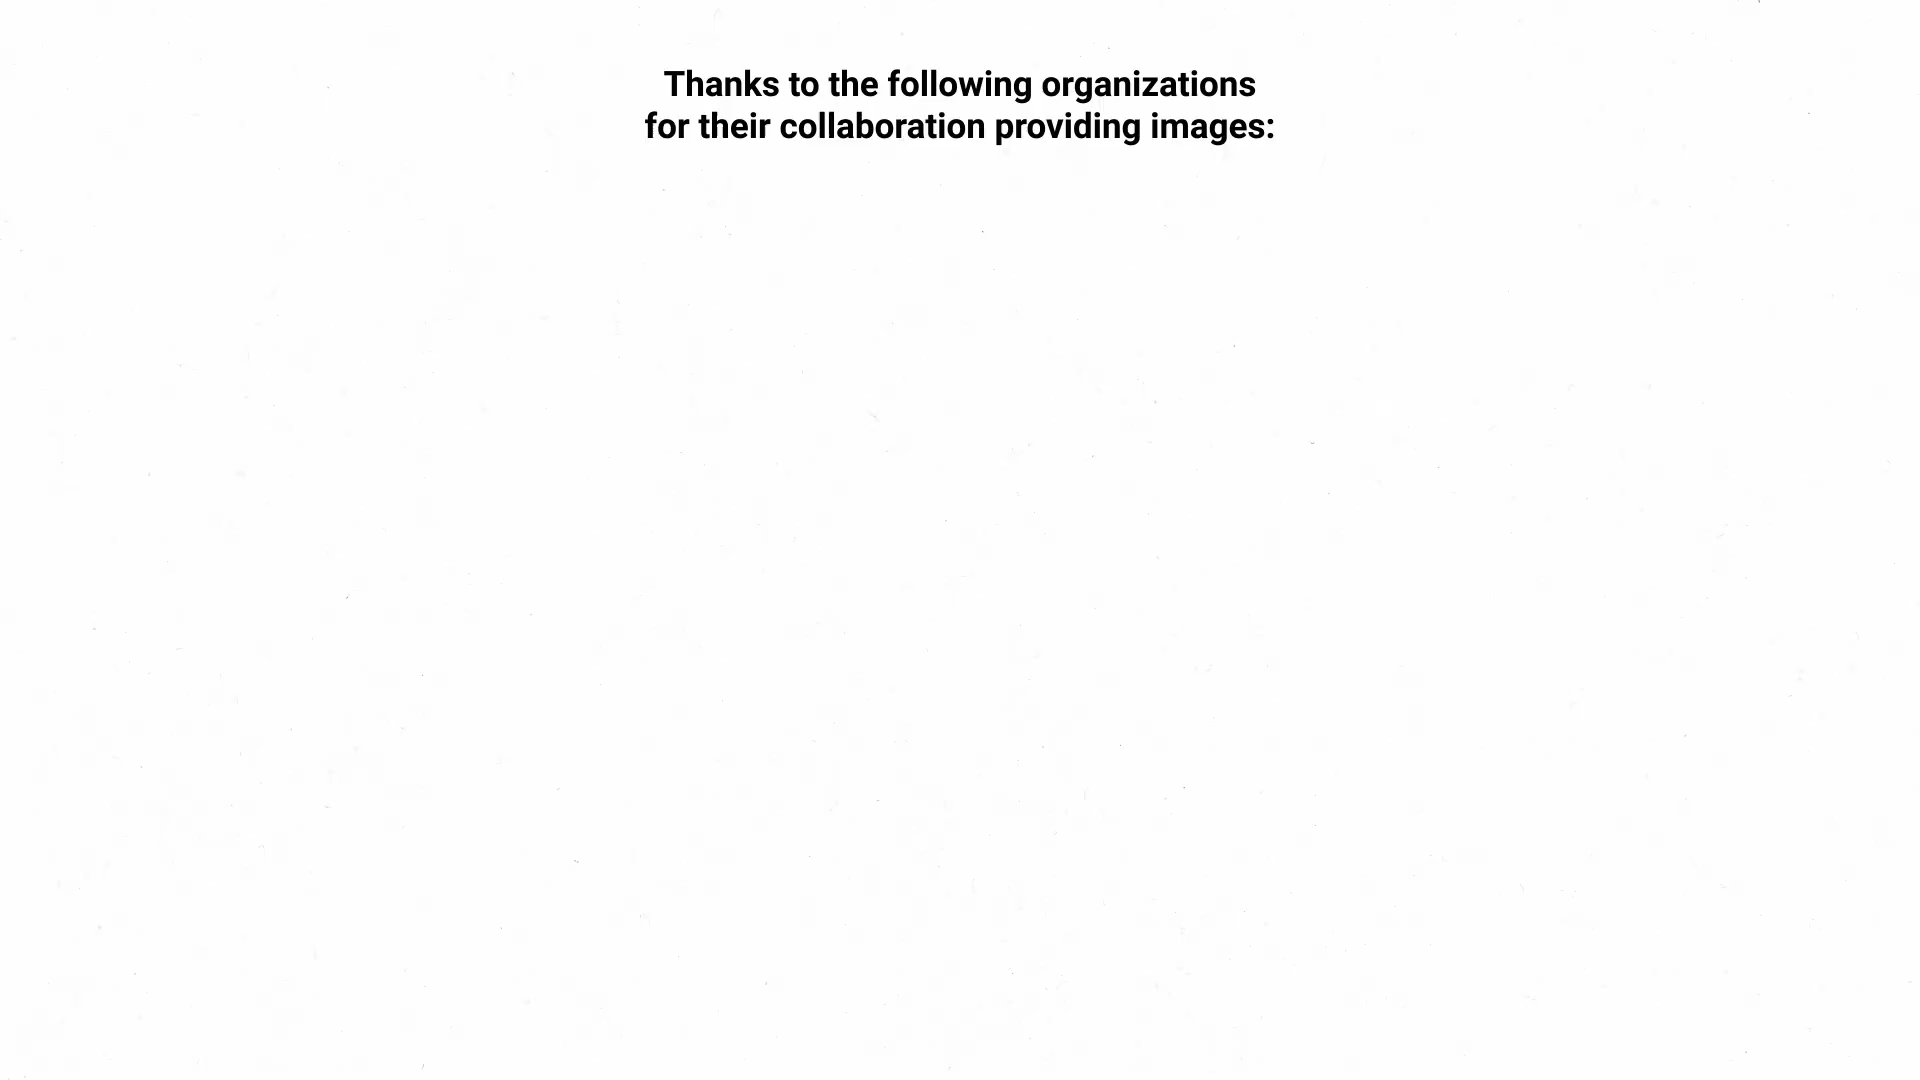 Thanks to the following organizations
for their collaboration providing images: